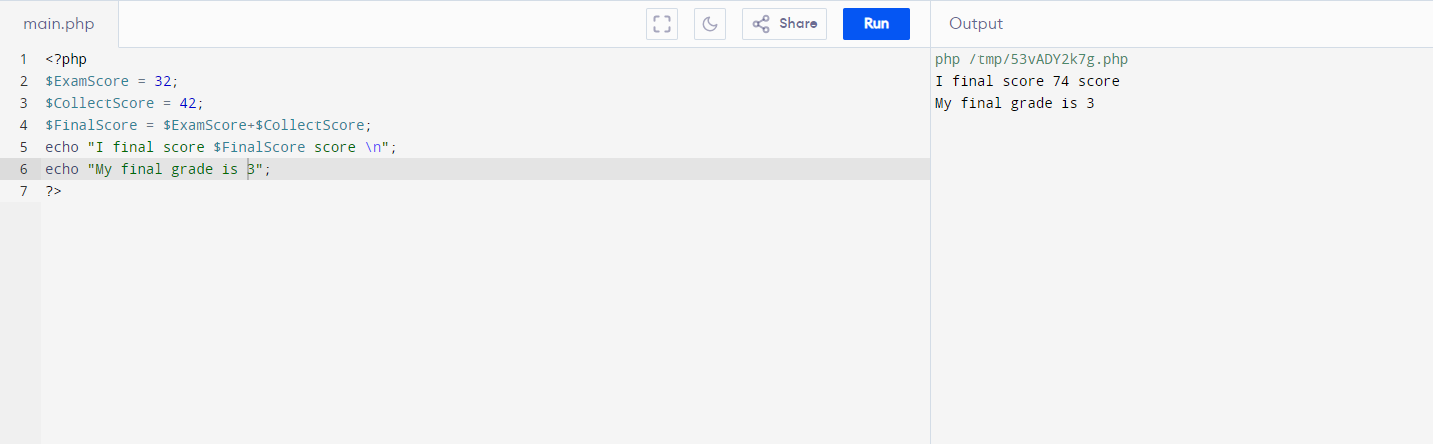 main.php Share Run Output
1 <?php
2 $ExamScore = 32;
3 $CollectScore = 42;
4 $FinalScore = $ExamScore+$CollectScore;
5 echo "I final score $FinalScore score \n";
6 echo "My final grade is 3";
7 ?>
php /tmp/53vADY2k7g.php
I final score 74 score
My final grade is 3